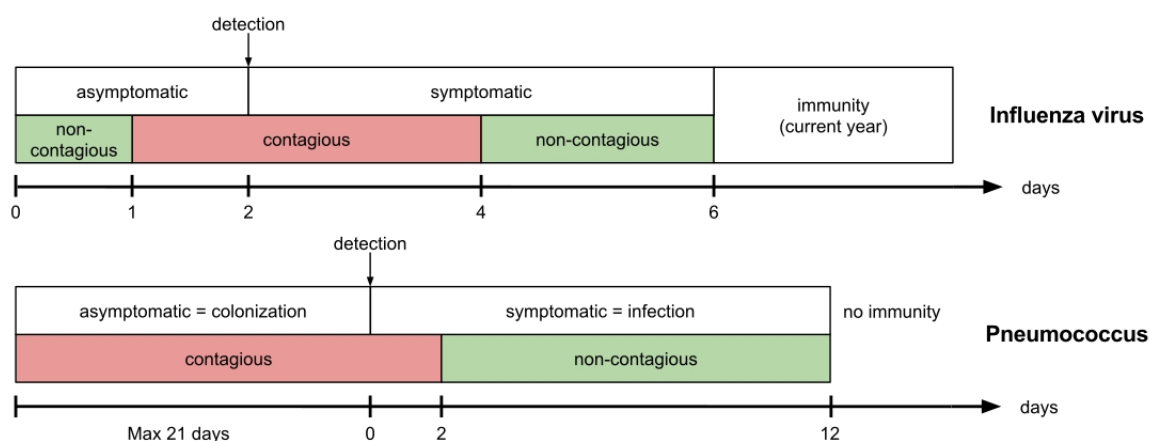 detection
asymptomatic
symptomatic
immunity
(current year)
Influenza virus
non-
contagious
contagious
non-contagious
days
0 1 2 4 6
detection
asymptomatic = colonization
symptomatic = infection
no immunity
Pneumococcus
contagious
non-contagious
days
Max 21 days 0 2 12